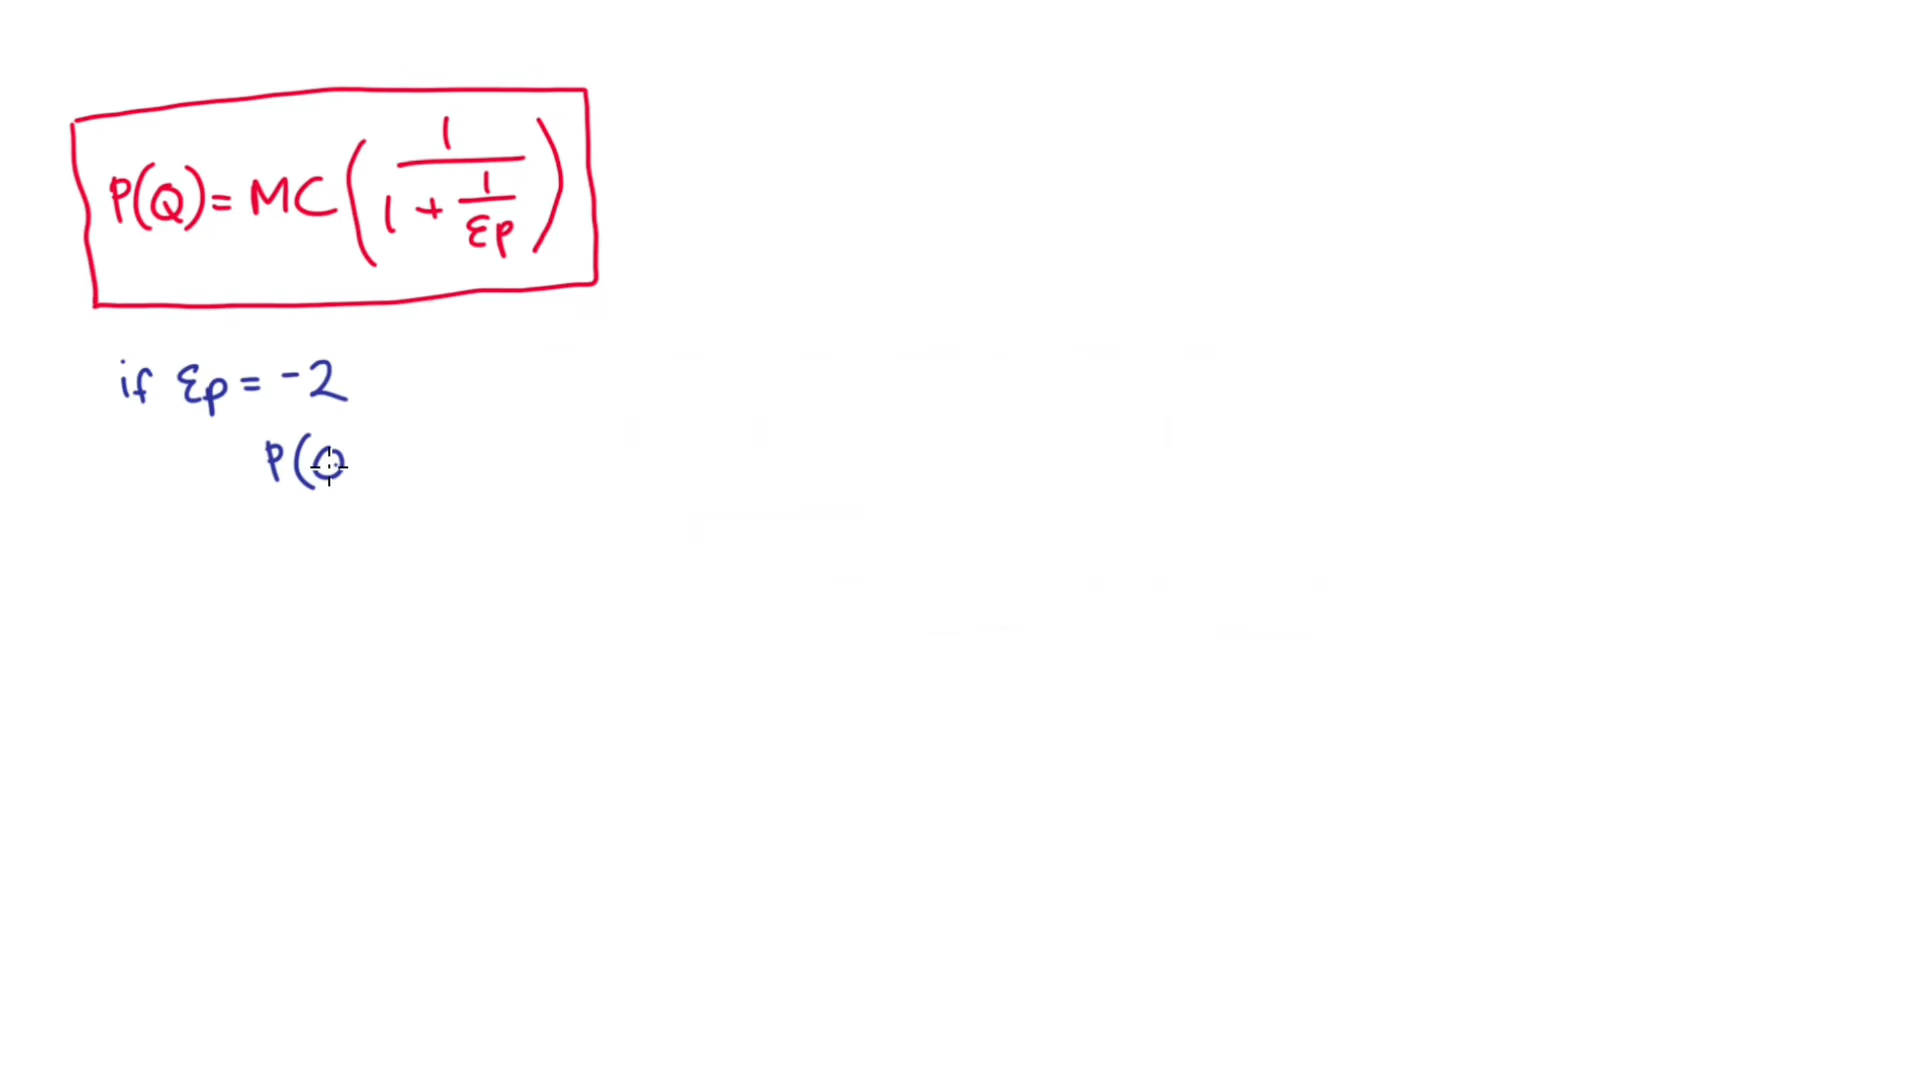 P(Q) = MC ( 1 / ( 1 + 1 / εp ) )
if εp = -2
P(Q